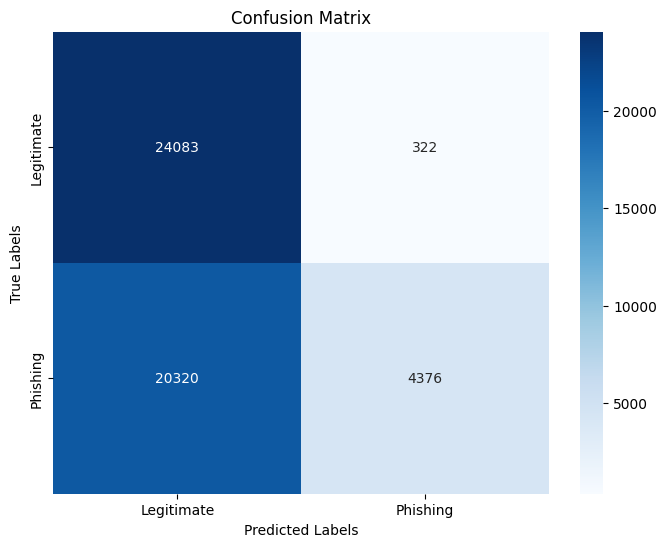 Confusion Matrix
True Labels
Legitimate
24083
322
Phishing
20320
4376
Legitimate
Phishing
Predicted Labels
20000
15000
10000
5000